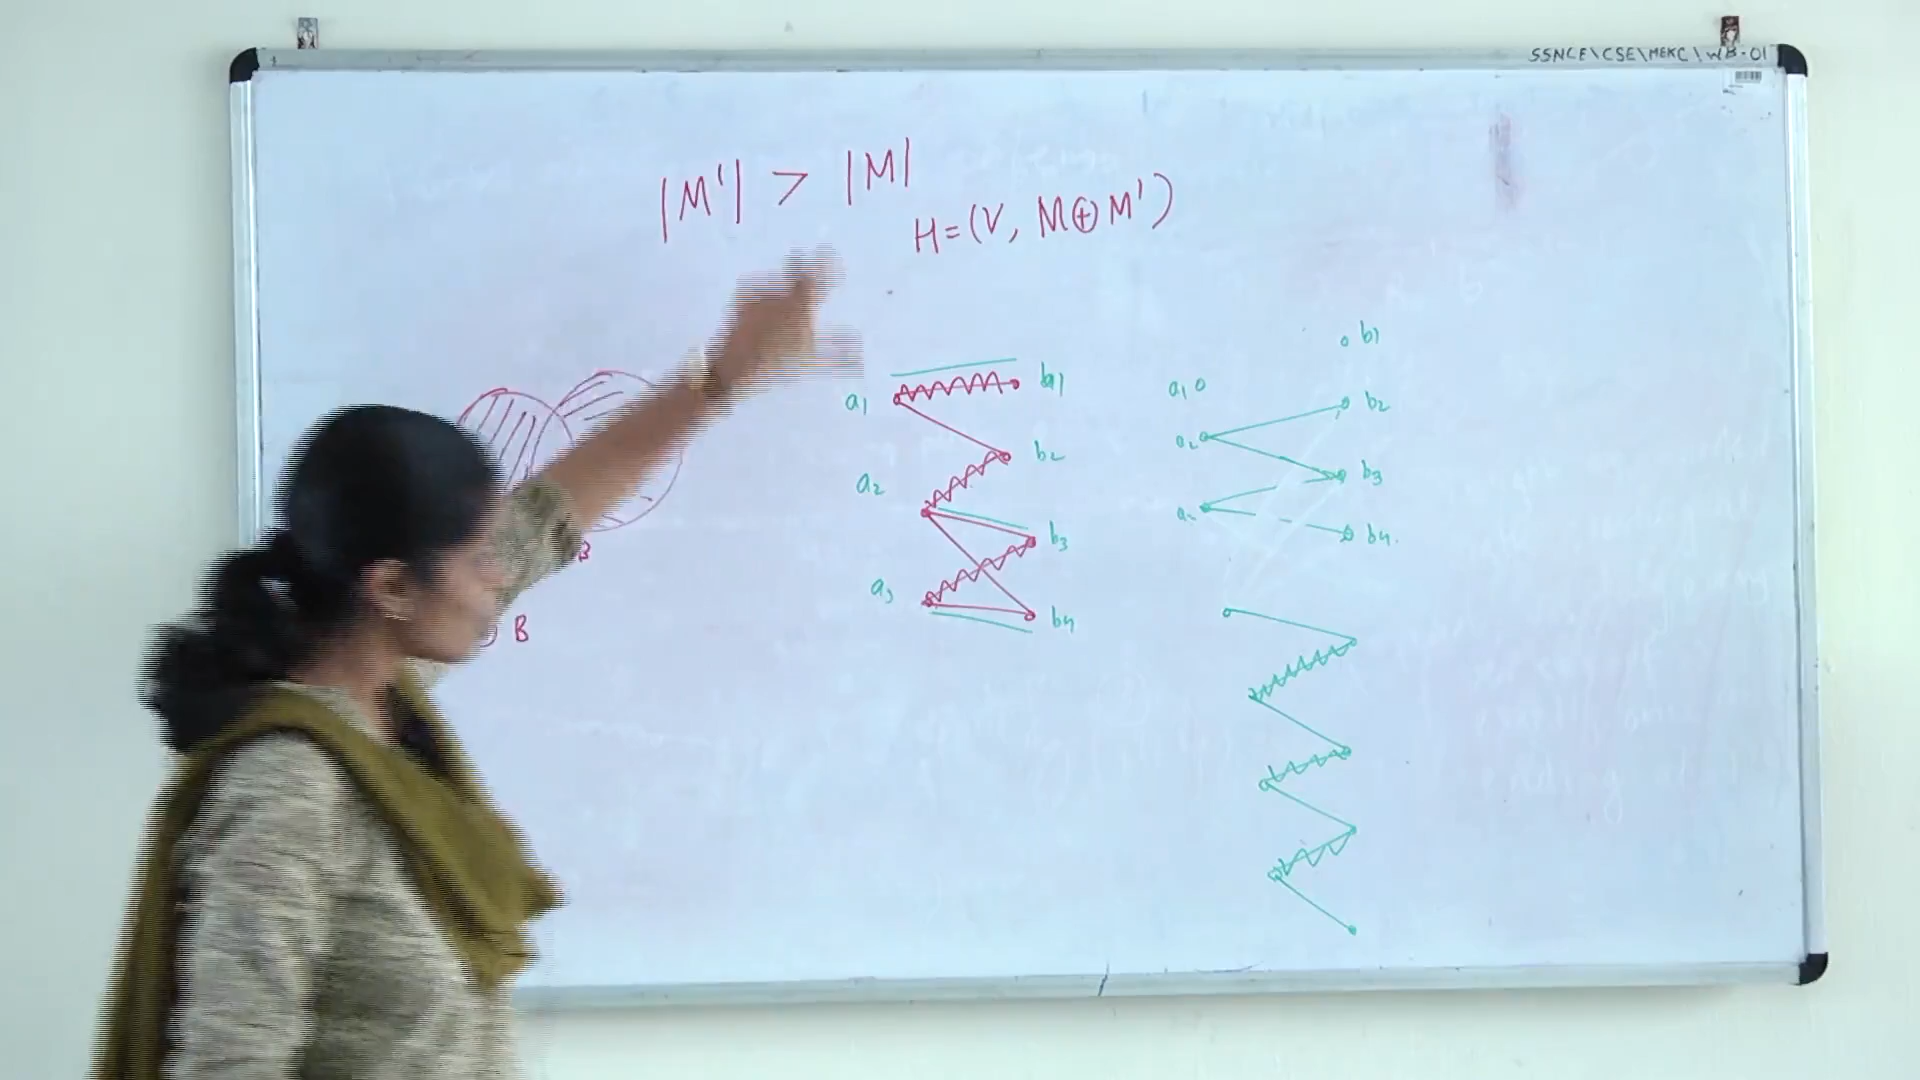 SSNCE\CSE\MEKC\WB-01
|M'| > |M|
H=(V, M⊕M')
b1
a1 b1
a1 b2
a2 b2
a2 b3
b3
a3 b4
b4.
B
B